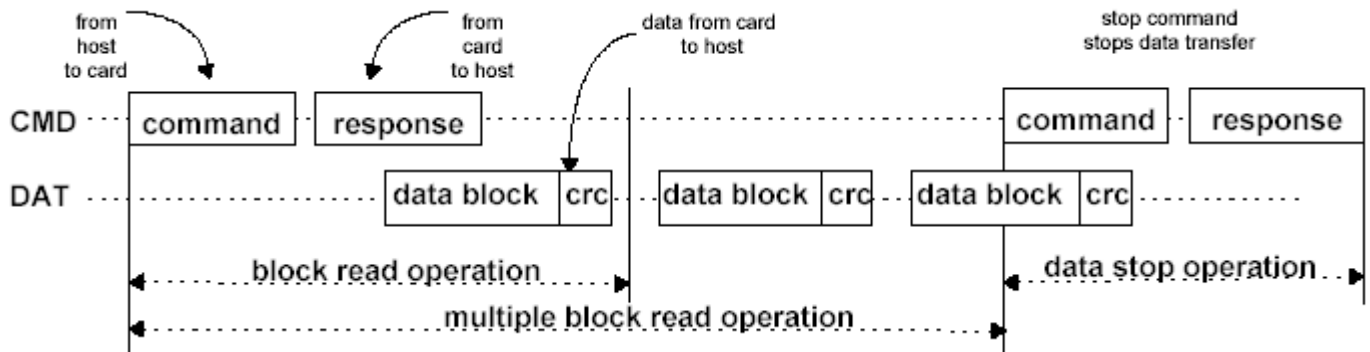 from
host
to card
from
card
to host
data from card
to host
stop command
stops data transfer
CMD command response command response
DAT data block crc data block crc data block crc
block read operation data stop operation
multiple block read operation